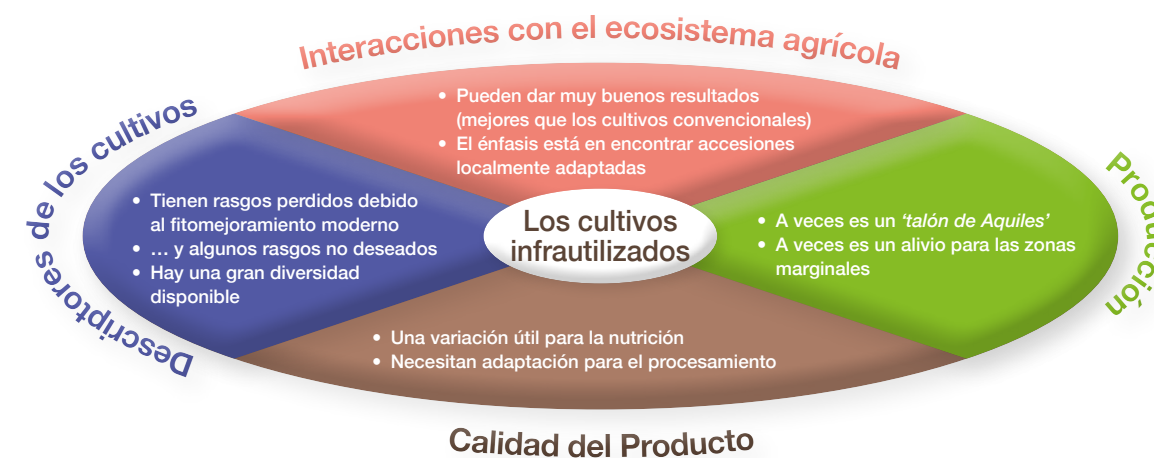 Interacciones con el ecosistema agrícola
• Pueden dar muy buenos resultados
(mejores que los cultivos convencionales)
• El énfasis está en encontrar accesiones
localmente adaptadas
Descriptores de los cultivos
• Tienen rasgos perdidos debido
al fitomejoramiento moderno
• ... y algunos rasgos no deseados
• Hay una gran diversidad
disponible
Los cultivos
infrautilizados
Producción
• A veces es un ‘talón de Aquiles’
• A veces es un alivio para las zonas
marginales
• Una variación útil para la nutrición
• Necesitan adaptación para el procesamiento
Calidad del Producto